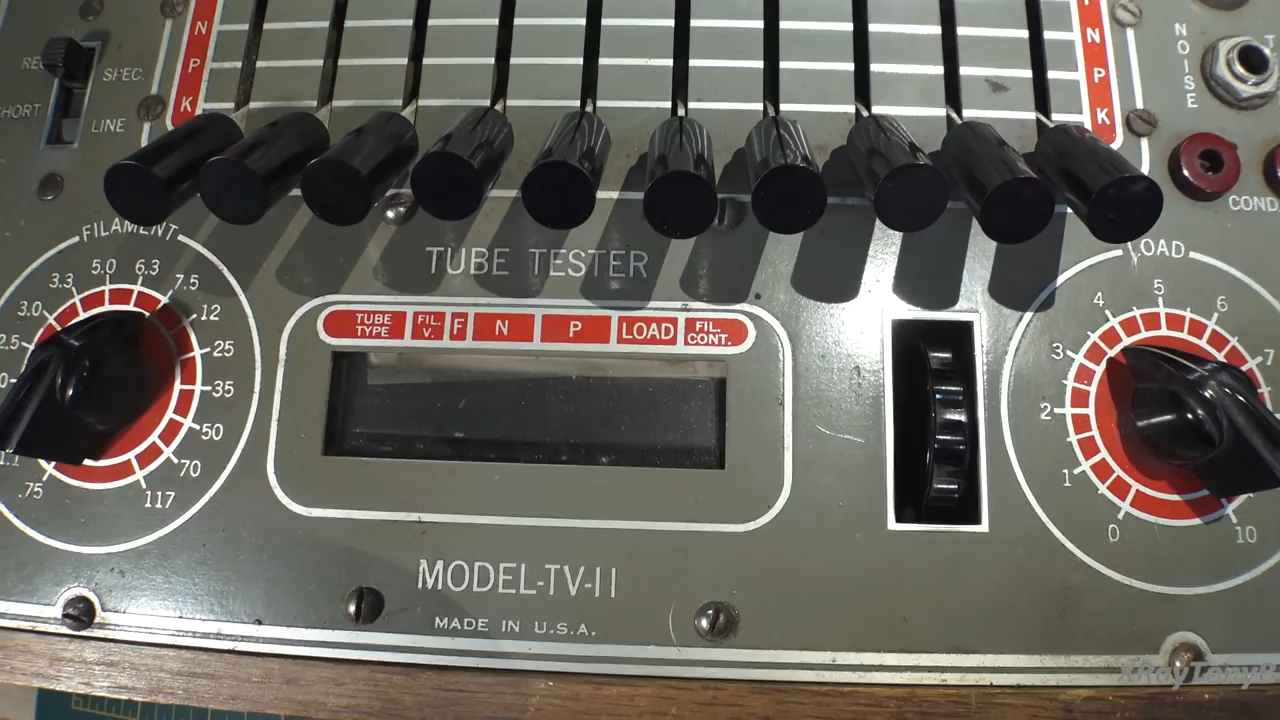 N
P
K
N
P
K
NOISE
SPEC.
SHORT
LINE
COND
FILAMENT
TUBE TESTER
LOAD
3.0
3.3
5.0
6.3
7.5
12
25
35
50
70
117
.75
1.1
2.5
TUBE TYPE
FIL. V.
F
N
P
LOAD
FIL. CONT.
0
1
2
3
4
5
6
7
10
MODEL-TV-11
MADE IN U.S.A.